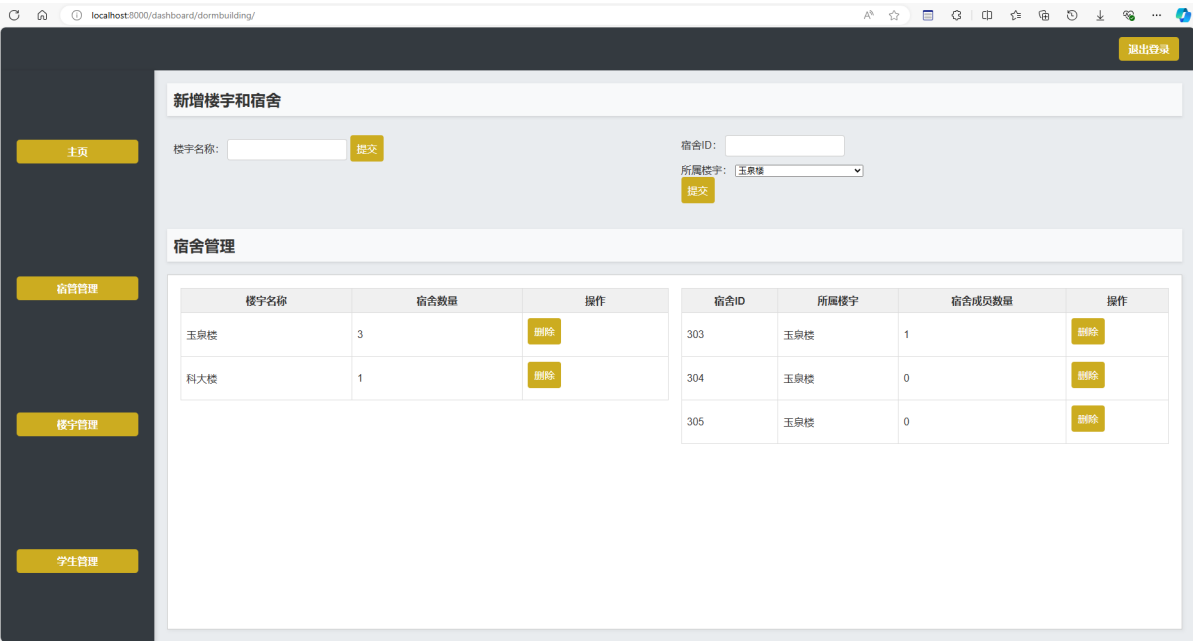 localhost:8000/dashboard/dormbuilding/
退出登录
主页
宿管管理
楼宇管理
学生管理
新增楼宇和宿舍
楼宇名称: 提交
宿舍ID:
所属楼宇: 玉泉楼
提交
宿舍管理
楼宇名称 宿舍数量 操作
玉泉楼 3 删除
科大楼 1 删除
宿舍ID 所属楼宇 宿舍成员数量 操作
303 玉泉楼 1 删除
304 玉泉楼 0 删除
305 玉泉楼 0 删除